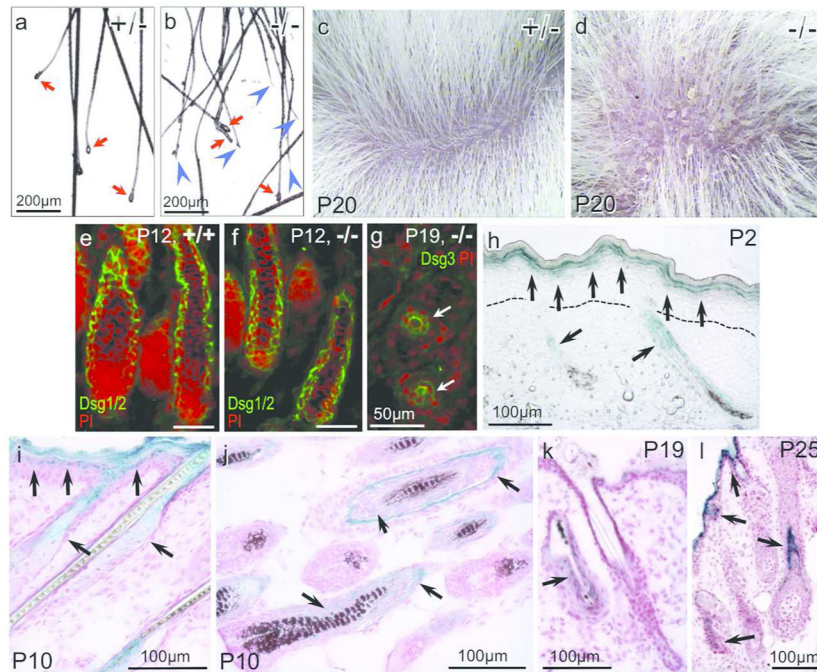 a +/-
200µm
b -/-
200µm
c +/-
P20
d -/-
P20
e P12, +/+
Dsg1/2
PI
f P12, -/-
Dsg1/2
PI
g P19, -/-
Dsg3 PI
50µm
h P2
100µm
i
P10 100µm
j
P10 100µm
k P19
100µm
l P25
100µm